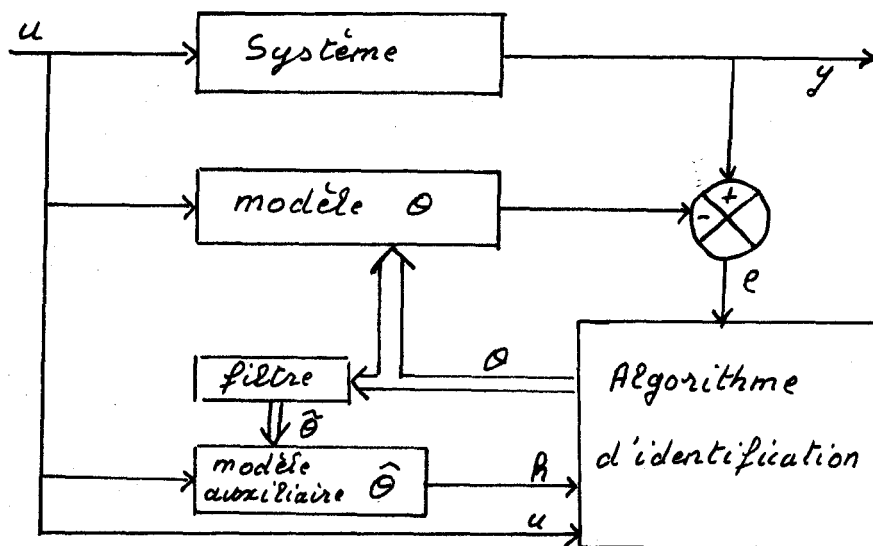 u
Système
y
modèle θ
- +
e
filtre
θ
Algorithme
d'identification
θ̂
modèle
auxiliaire θ̂
h
u